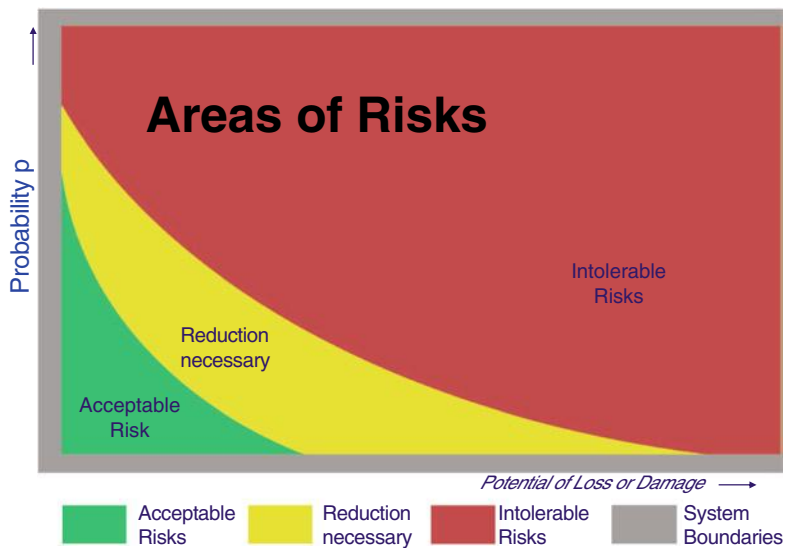 Areas of Risks
Probability p
Intolerable
Risks
Reduction
necessary
Acceptable
Risk
Potential of Loss or Damage
Acceptable
Risks
Reduction
necessary
Intolerable
Risks
System
Boundaries